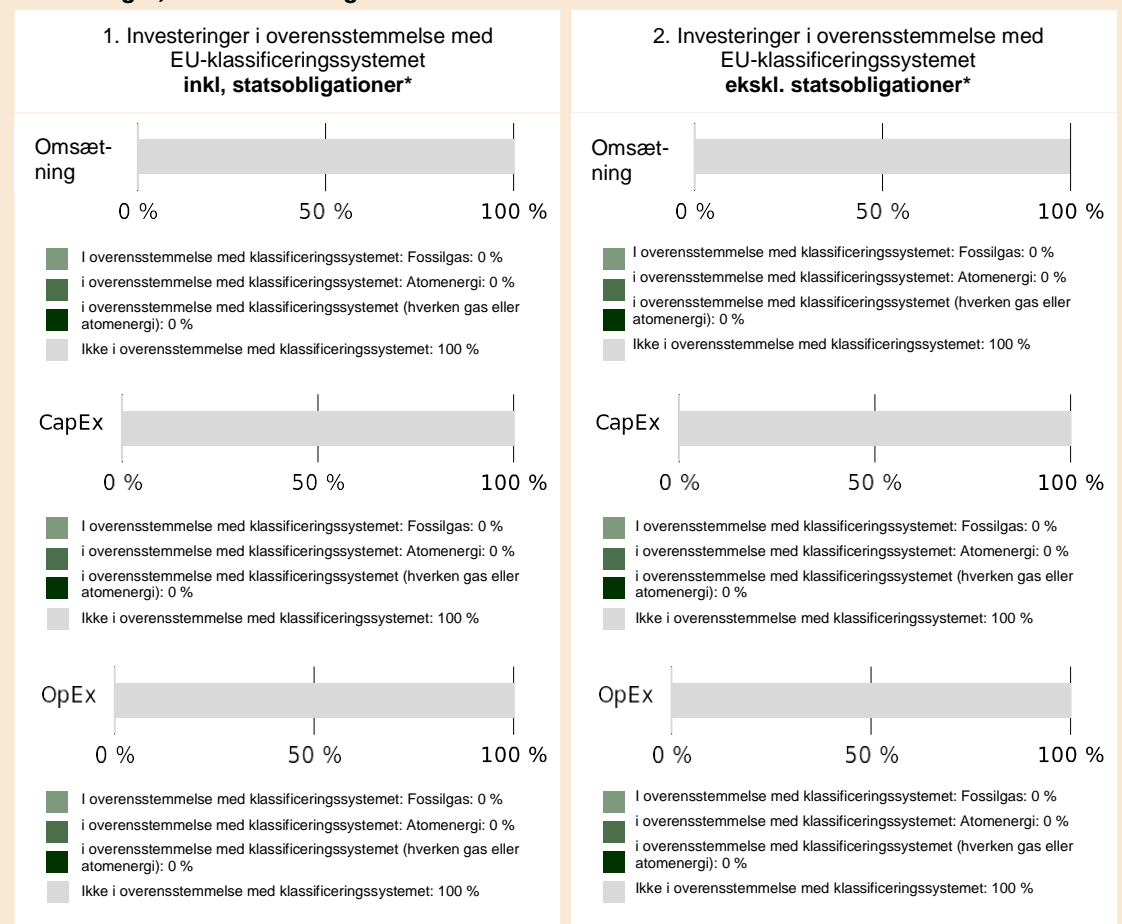 1. Investeringer i overensstemmelse med
EU-klassificeringssystemet
inkl, statsobligationer*
Omsæt-
ning
0 % 50 % 100 %
I overensstemmelse med klassificeringssystemet: Fossilgas: 0 %
i overensstemmelse med klassificeringssystemet: Atomenergi: 0 %
i overensstemmelse med klassificeringssystemet (hverken gas eller
atomenergi): 0 %
Ikke i overensstemmelse med klassificeringssystemet: 100 %
CapEx
0 % 50 % 100 %
I overensstemmelse med klassificeringssystemet: Fossilgas: 0 %
i overensstemmelse med klassificeringssystemet: Atomenergi: 0 %
i overensstemmelse med klassificeringssystemet (hverken gas eller
atomenergi): 0 %
Ikke i overensstemmelse med klassificeringssystemet: 100 %
OpEx
0 % 50 % 100 %
I overensstemmelse med klassificeringssystemet: Fossilgas: 0 %
i overensstemmelse med klassificeringssystemet: Atomenergi: 0 %
i overensstemmelse med klassificeringssystemet (hverken gas eller
atomenergi): 0 %
Ikke i overensstemmelse med klassificeringssystemet: 100 %
2. Investeringer i overensstemmelse med
EU-klassificeringssystemet
ekskl. statsobligationer*
Omsæt-
ning
0 % 50 % 100 %
I overensstemmelse med klassificeringssystemet: Fossilgas: 0 %
i overensstemmelse med klassificeringssystemet: Atomenergi: 0 %
i overensstemmelse med klassificeringssystemet (hverken gas eller
atomenergi): 0 %
Ikke i overensstemmelse med klassificeringssystemet: 100 %
CapEx
0 % 50 % 100 %
I overensstemmelse med klassificeringssystemet: Fossilgas: 0 %
i overensstemmelse med klassificeringssystemet: Atomenergi: 0 %
i overensstemmelse med klassificeringssystemet (hverken gas eller
atomenergi): 0 %
Ikke i overensstemmelse med klassificeringssystemet: 100 %
OpEx
0 % 50 % 100 %
I overensstemmelse med klassificeringssystemet: Fossilgas: 0 %
i overensstemmelse med klassificeringssystemet: Atomenergi: 0 %
i overensstemmelse med klassificeringssystemet (hverken gas eller
atomenergi): 0 %
Ikke i overensstemmelse med klassificeringssystemet: 100 %